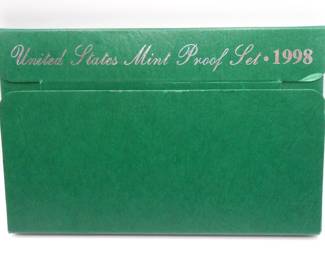 United States Mint Proof Set • 1998